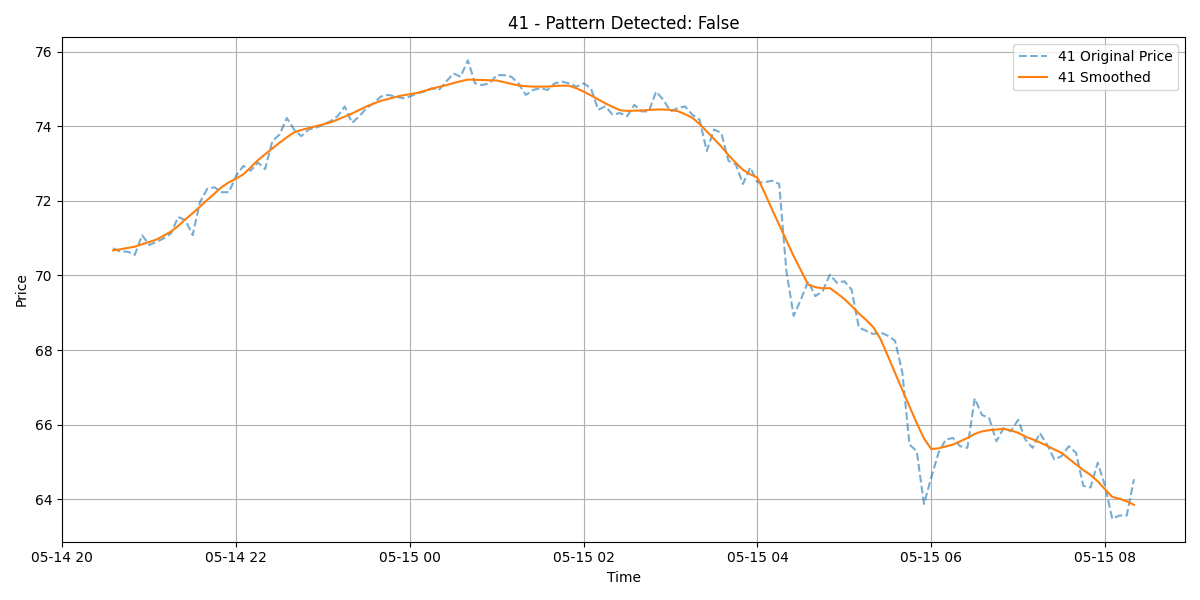 41 - Pattern Detected: False
41 Original Price
41 Smoothed
76
74
72
70
68
66
64
Price
05-14 20
05-14 22
05-15 00
05-15 02
05-15 04
05-15 06
05-15 08
Time